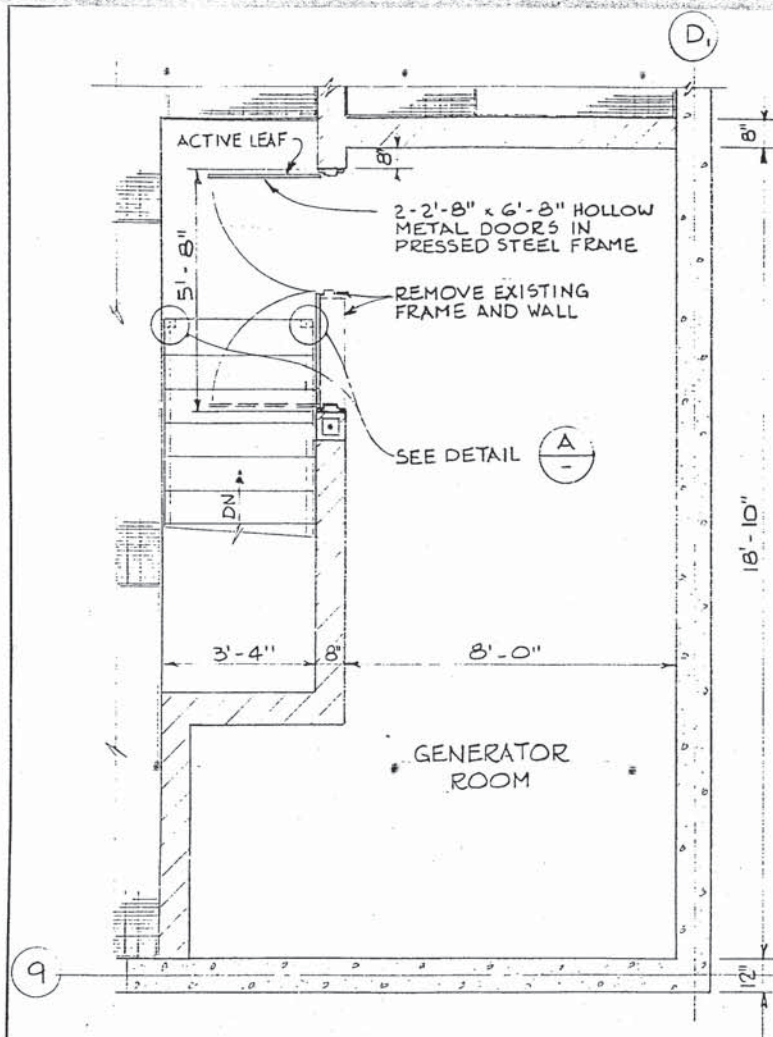 D₁
ACTIVE LEAF
8"
8"
2-2'-8" x 6'-8" HOLLOW
METAL DOORS IN
PRESSED STEEL FRAME
5'-8"
REMOVE EXISTING
FRAME AND WALL
SEE DETAIL
A
-
DN
18'-10"
3'-4"
8"
8'-0"
GENERATOR
ROOM
9
12"